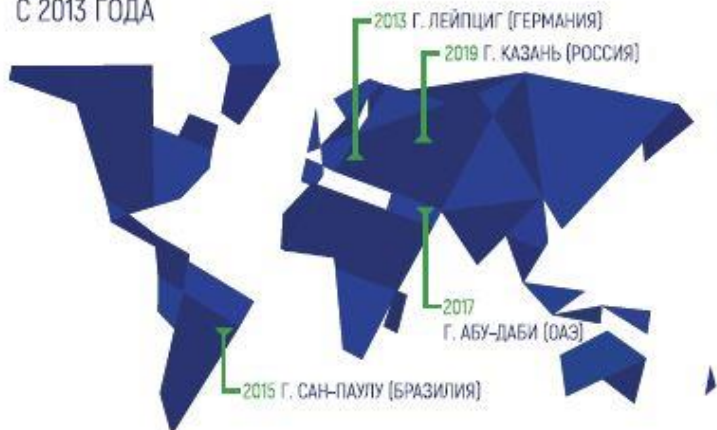 С 2013 ГОДА
2013 Г. ЛЕЙПЦИГ (ГЕРМАНИЯ)
2019 Г. КАЗАНЬ (РОССИЯ)
2017
Г. АБУ-ДАБИ (ОАЭ)
2015 Г. САН-ПАУЛУ (БРАЗИЛИЯ)